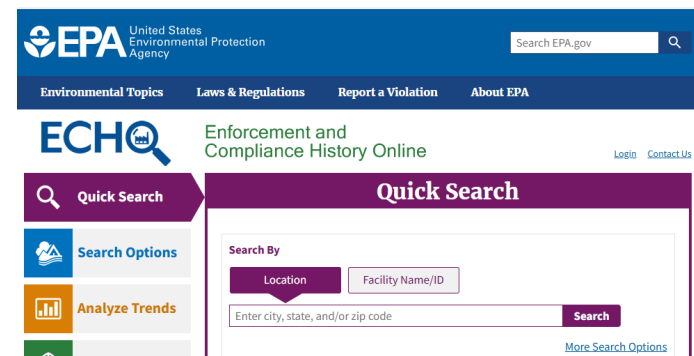 EPA
United States
Environmental Protection
Agency
Search EPA.gov
Environmental Topics Laws & Regulations Report a Violation About EPA
ECHO
Enforcement and
Compliance History Online
Login Contact Us
Quick Search
Quick Search
Search Options
Analyze Trends
Search By
Location Facility Name/ID
Enter city, state, and/or zip code Search
More Search Options